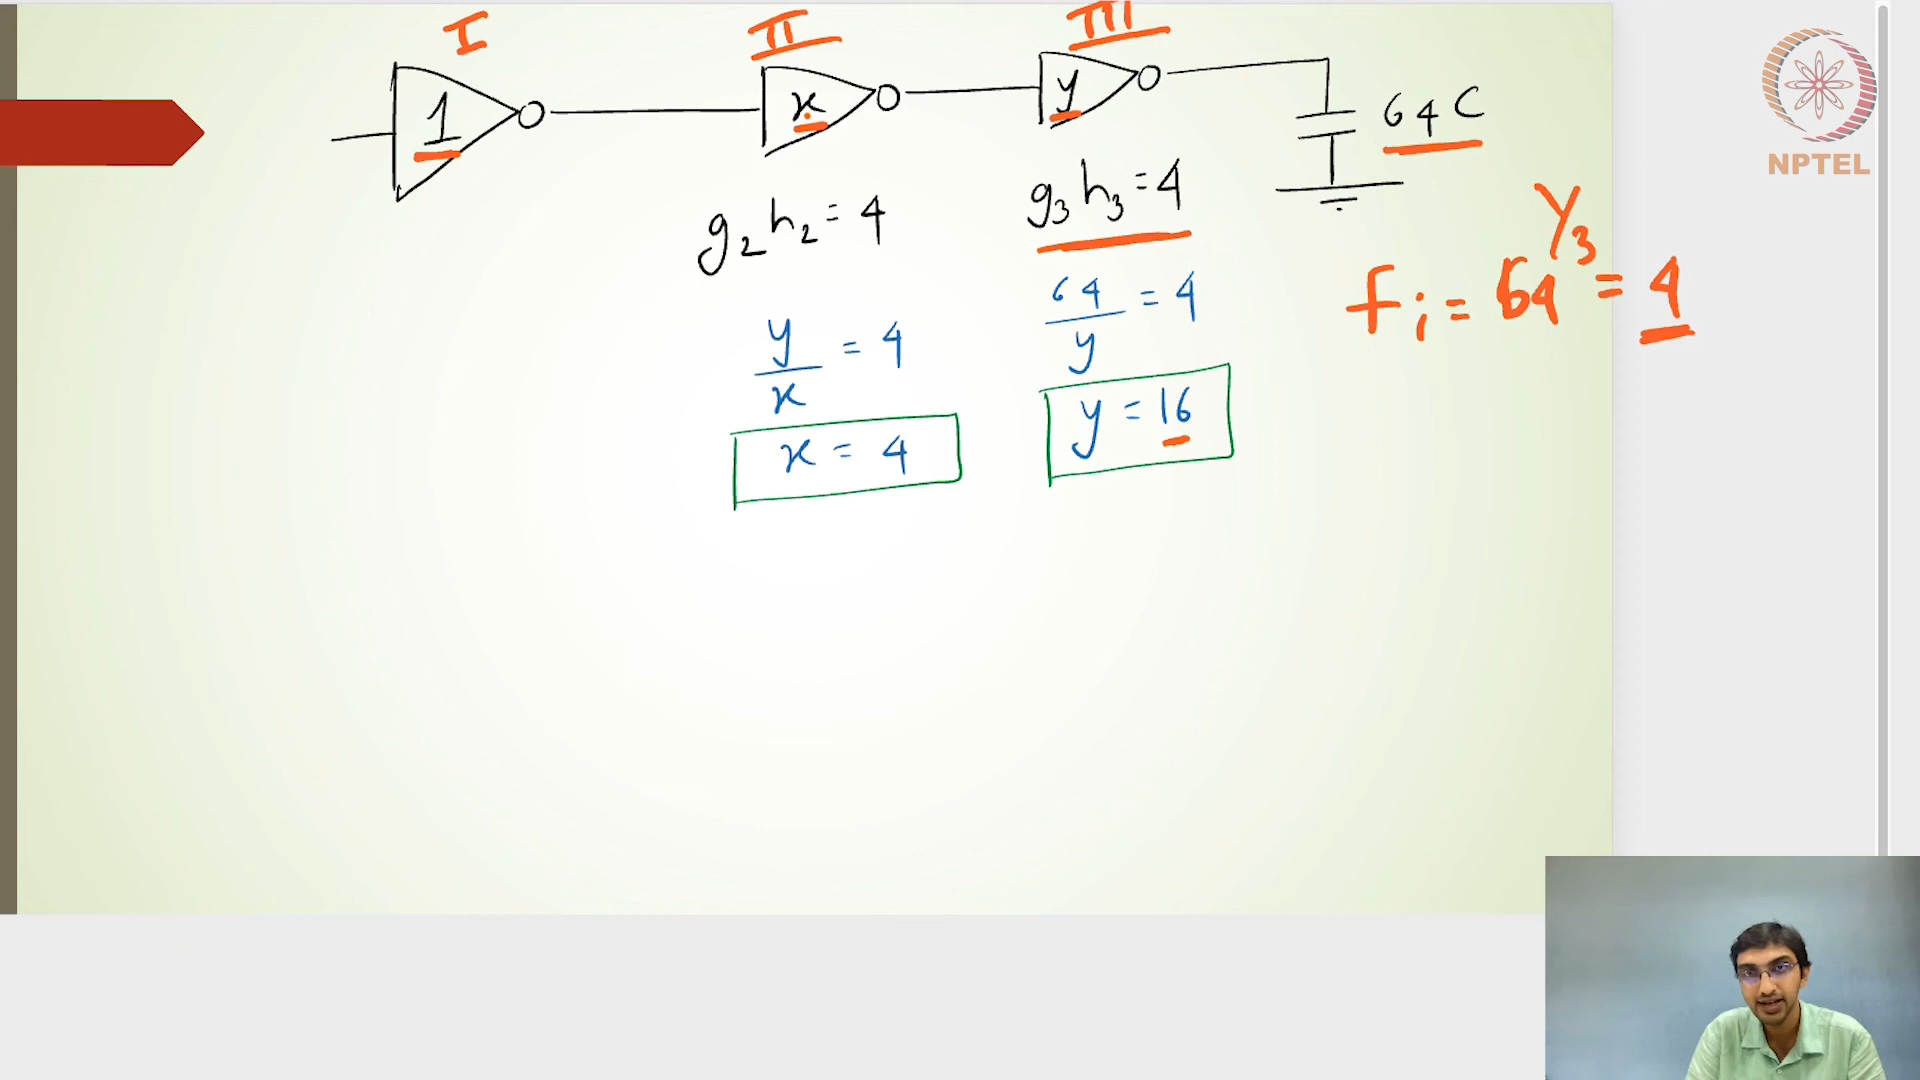 I II III
1 x y 64C
NPTEL
g₂h₂ = 4
g₃h₃ = 4
fᵢ = 64^(1/3) = 4
y/x = 4
64/y = 4
x = 4
y = 16